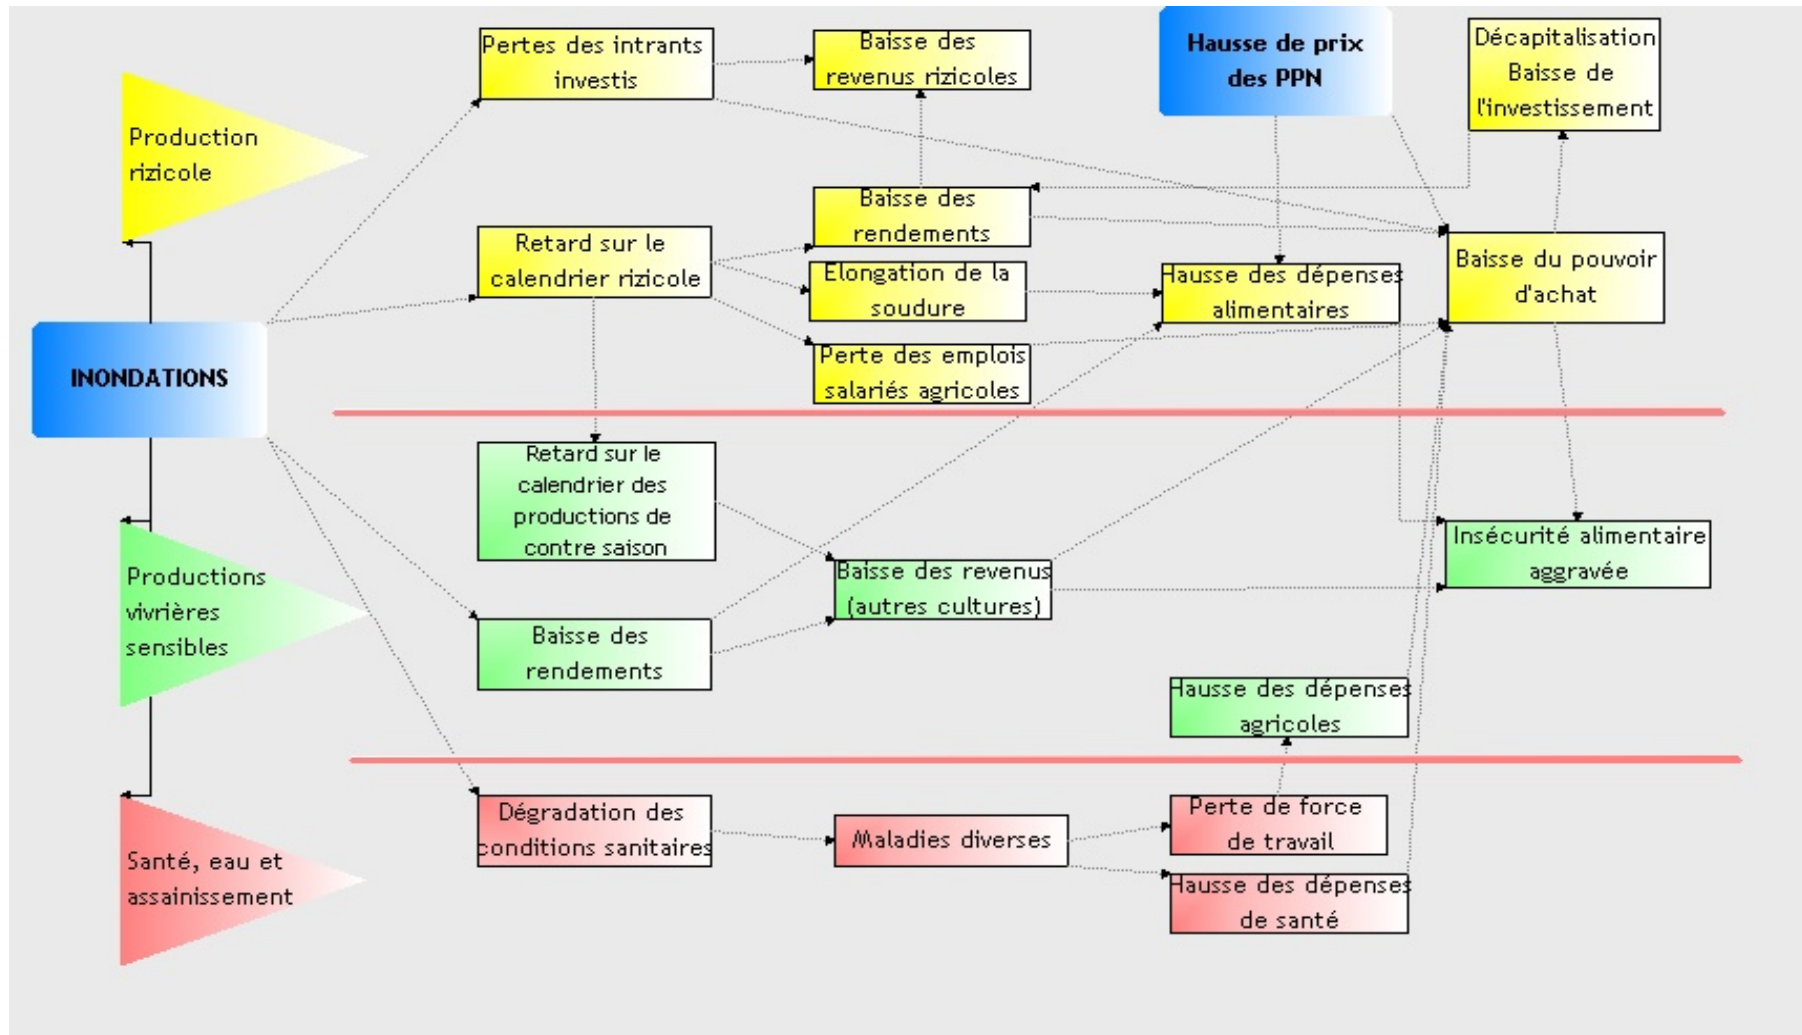 Pertes des intrants
investis
Baisse des
revenus rizicoles
Hausse de prix
des PPN
Décapitalisation
Baisse de
l'investissement
Production
rizicole
Retard sur le
calendrier rizicole
Baisse des
rendements
Elongation de la
soudure
Perte des emplois
salariés agricoles
Hausse des dépenses
alimentaires
Baisse du pouvoir
d'achat
INONDATIONS
Productions
vivrières
sensibles
Retard sur le
calendrier des
productions de
contre saison
Baisse des
rendements
Baisse des revenus
(autres cultures)
Insécurité alimentaire
aggravée
Hausse des dépenses
agricoles
Santé, eau et
assainissement
Dégradation des
conditions sanitaires
Maladies diverses
Perte de force
de travail
Hausse des dépenses
de santé